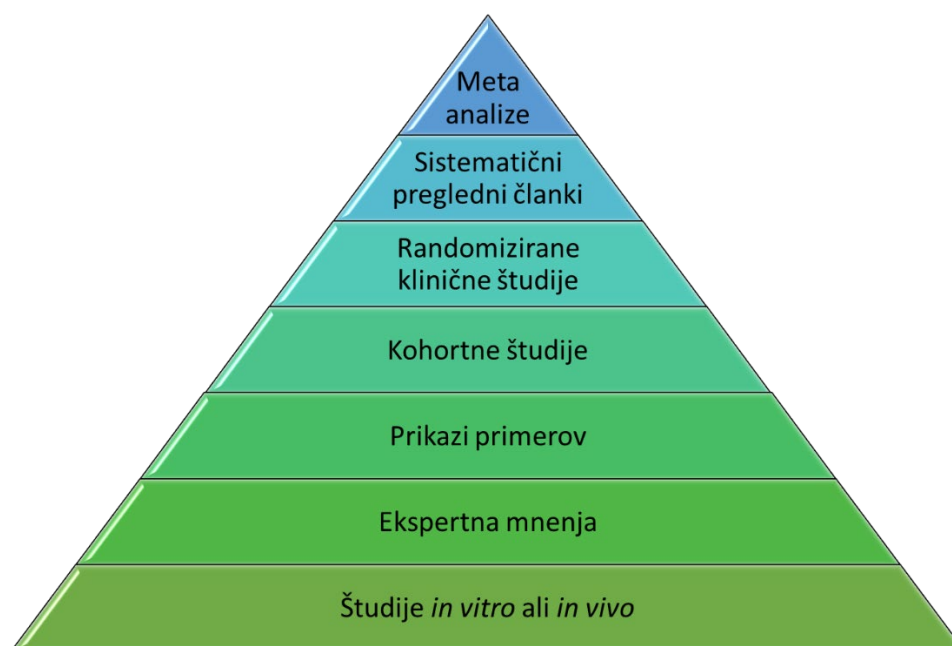 Meta
analize
Sistematični
pregledni članki
Randomizirane
klinične študije
Kohortne študije
Prikazi primerov
Ekspertna mnenja
Študije in vitro ali in vivo